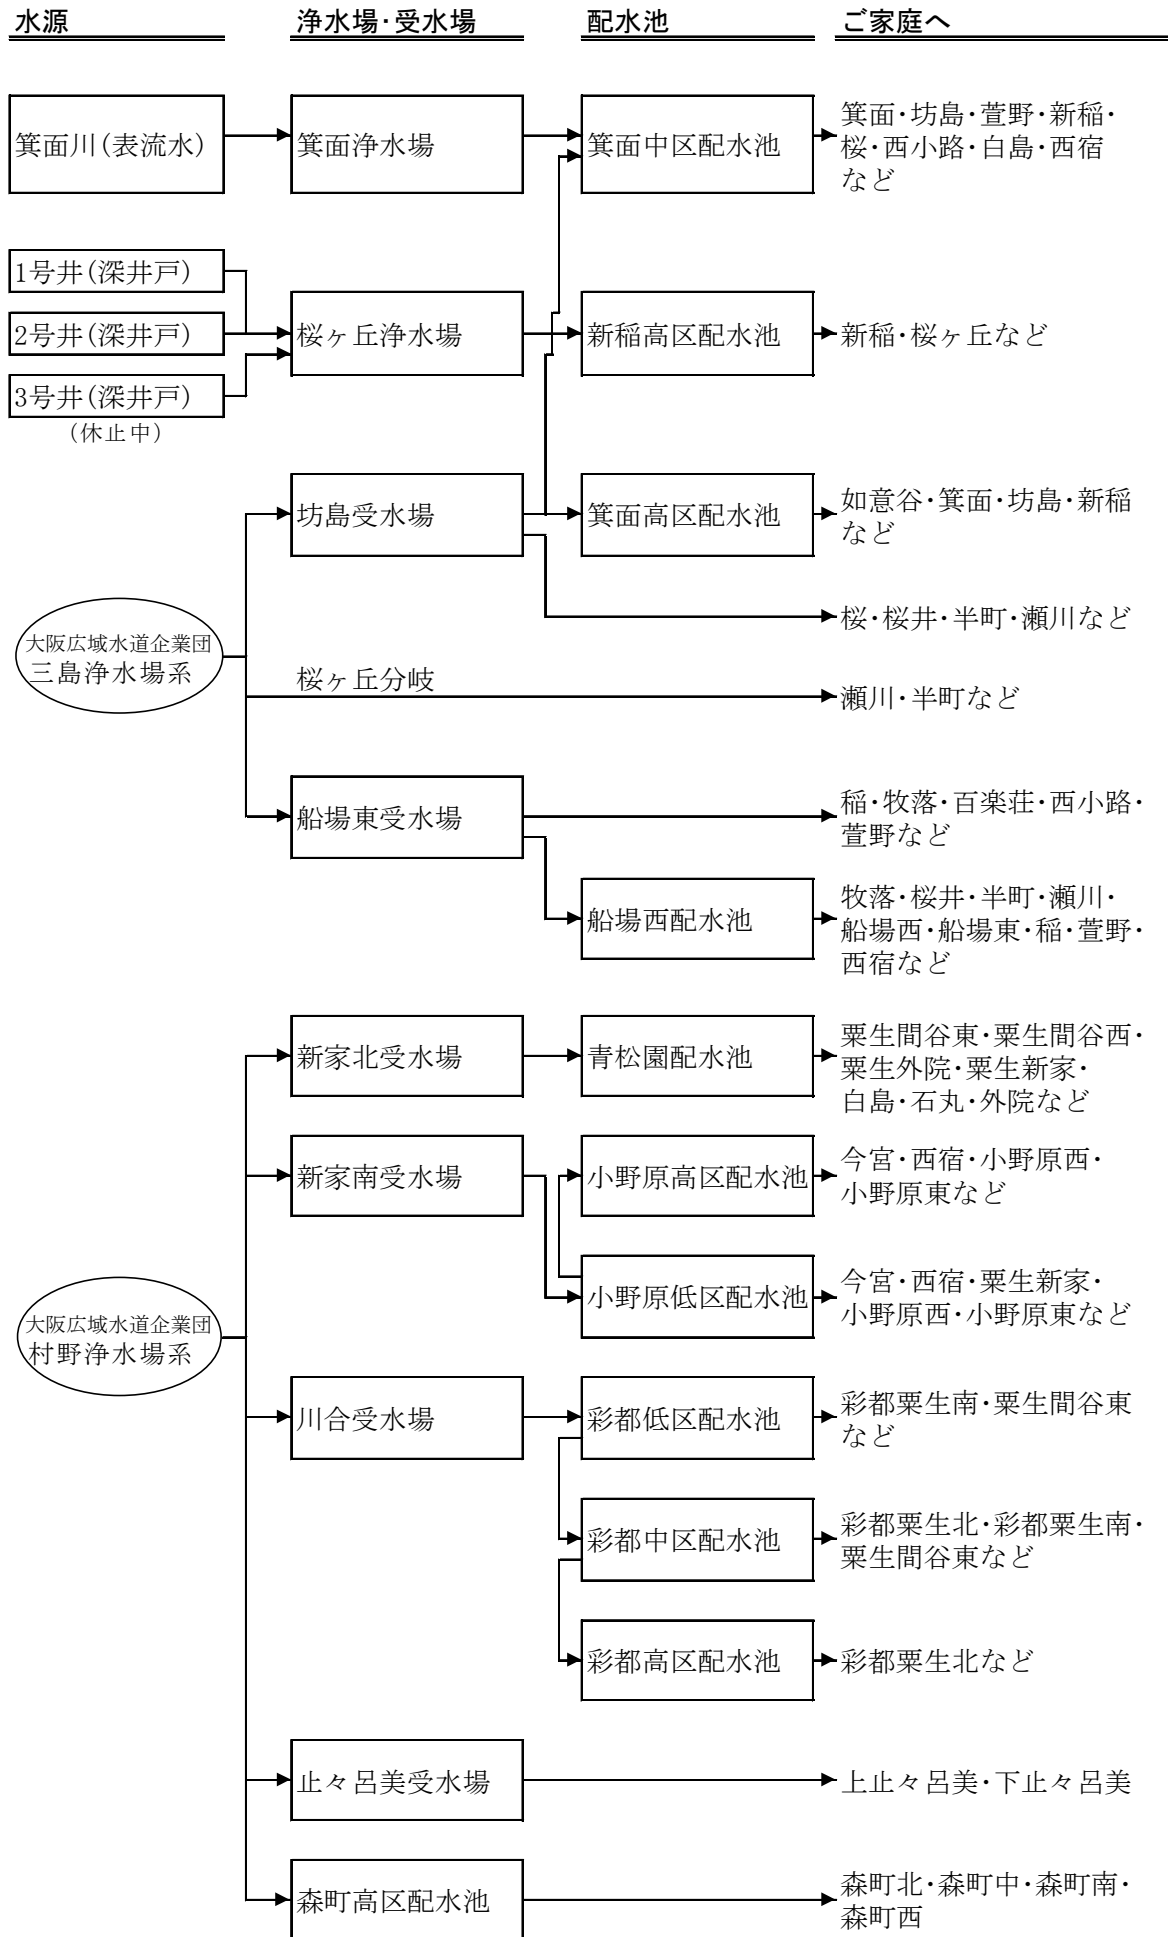 水源
浄水場・受水場
配水池
ご家庭へ
箕面川(表流水)
箕面浄水場
箕面中区配水池
箕面・坊島・萱野・新稲・
桜・西小路・白島・西宿
など
1号井(深井戸)
2号井(深井戸)
3号井(深井戸)
(休止中)
桜ヶ丘浄水場
新稲高区配水池
新稲・桜ヶ丘など
坊島受水場
箕面高区配水池
如意谷・箕面・坊島・新稲
など
桜・桜井・半町・瀬川など
大阪広域水道企業団
三島浄水場系
桜ヶ丘分岐
瀬川・半町など
船場東受水場
稲・牧落・百楽荘・西小路・
萱野など
船場西配水池
牧落・桜井・半町・瀬川・
船場西・船場東・稲・萱野・
西宿など
新家北受水場
青松園配水池
粟生間谷東・粟生間谷西・
粟生外院・粟生新家・
白島・石丸・外院など
新家南受水場
小野原高区配水池
今宮・西宿・小野原西・
小野原東など
小野原低区配水池
今宮・西宿・粟生新家・
小野原西・小野原東など
大阪広域水道企業団
村野浄水場系
川合受水場
彩都低区配水池
彩都粟生南・粟生間谷東
など
彩都中区配水池
彩都粟生北・彩都粟生南・
粟生間谷東など
彩都高区配水池
彩都粟生北など
止々呂美受水場
上止々呂美・下止々呂美
森町高区配水池
森町北・森町中・森町南・
森町西